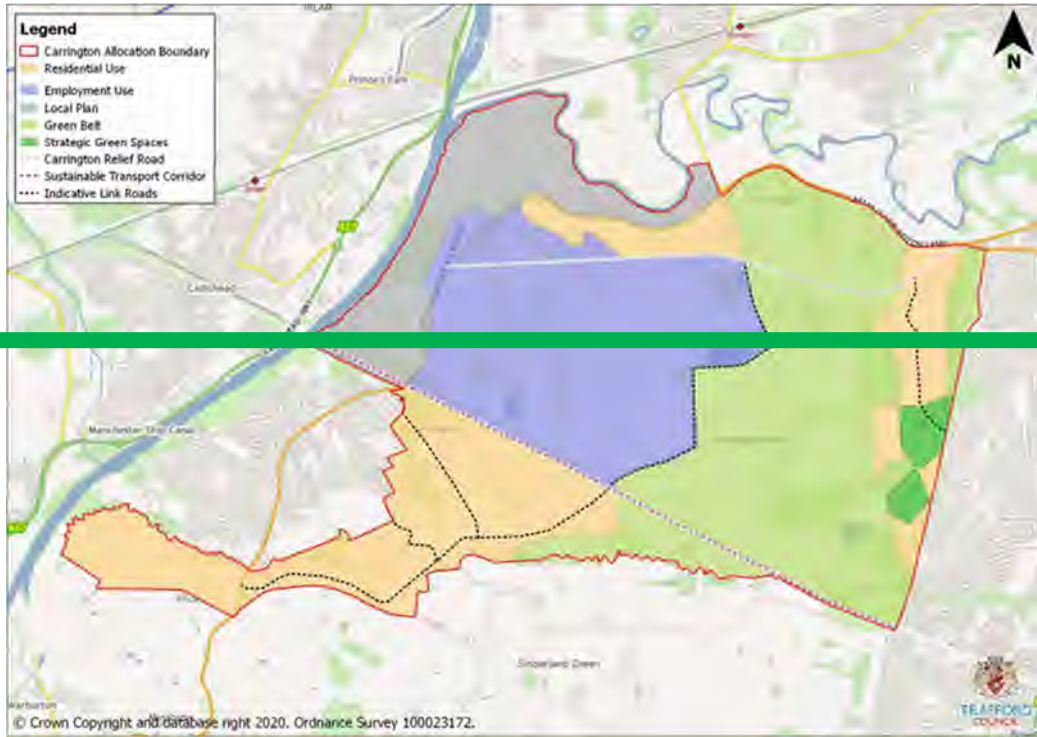 Legend
Carrington Allocation Boundary
Residential Use
Employment Use
Local Plan
Green Belt
Strategic Green Spaces
Carrington Relief Road
Sustainable Transport Corridor
Indicative Link Roads
N
Cadishead
Manchester Ship Canal
Sinderland Green
Warburton
© Crown Copyright and database right 2020. Ordnance Survey 100023172.
TRAFFORD
COUNCIL